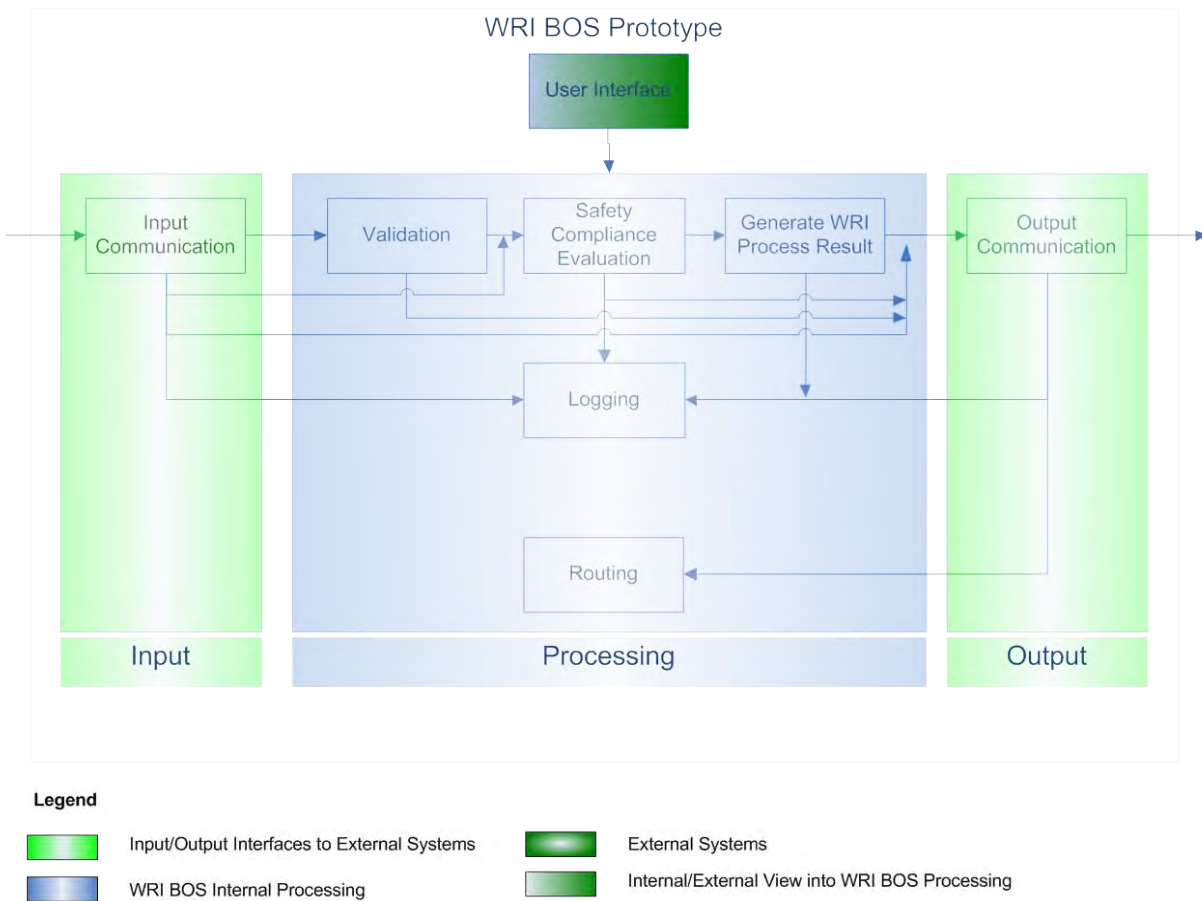 WRI BOS Prototype
User Interface
Input
Communication
Validation
Safety
Compliance
Evaluation
Generate WRI
Process Result
Output
Communication
Logging
Routing
Input
Processing
Output
Legend
Input/Output Interfaces to External Systems
External Systems
WRI BOS Internal Processing
Internal/External View into WRI BOS Processing